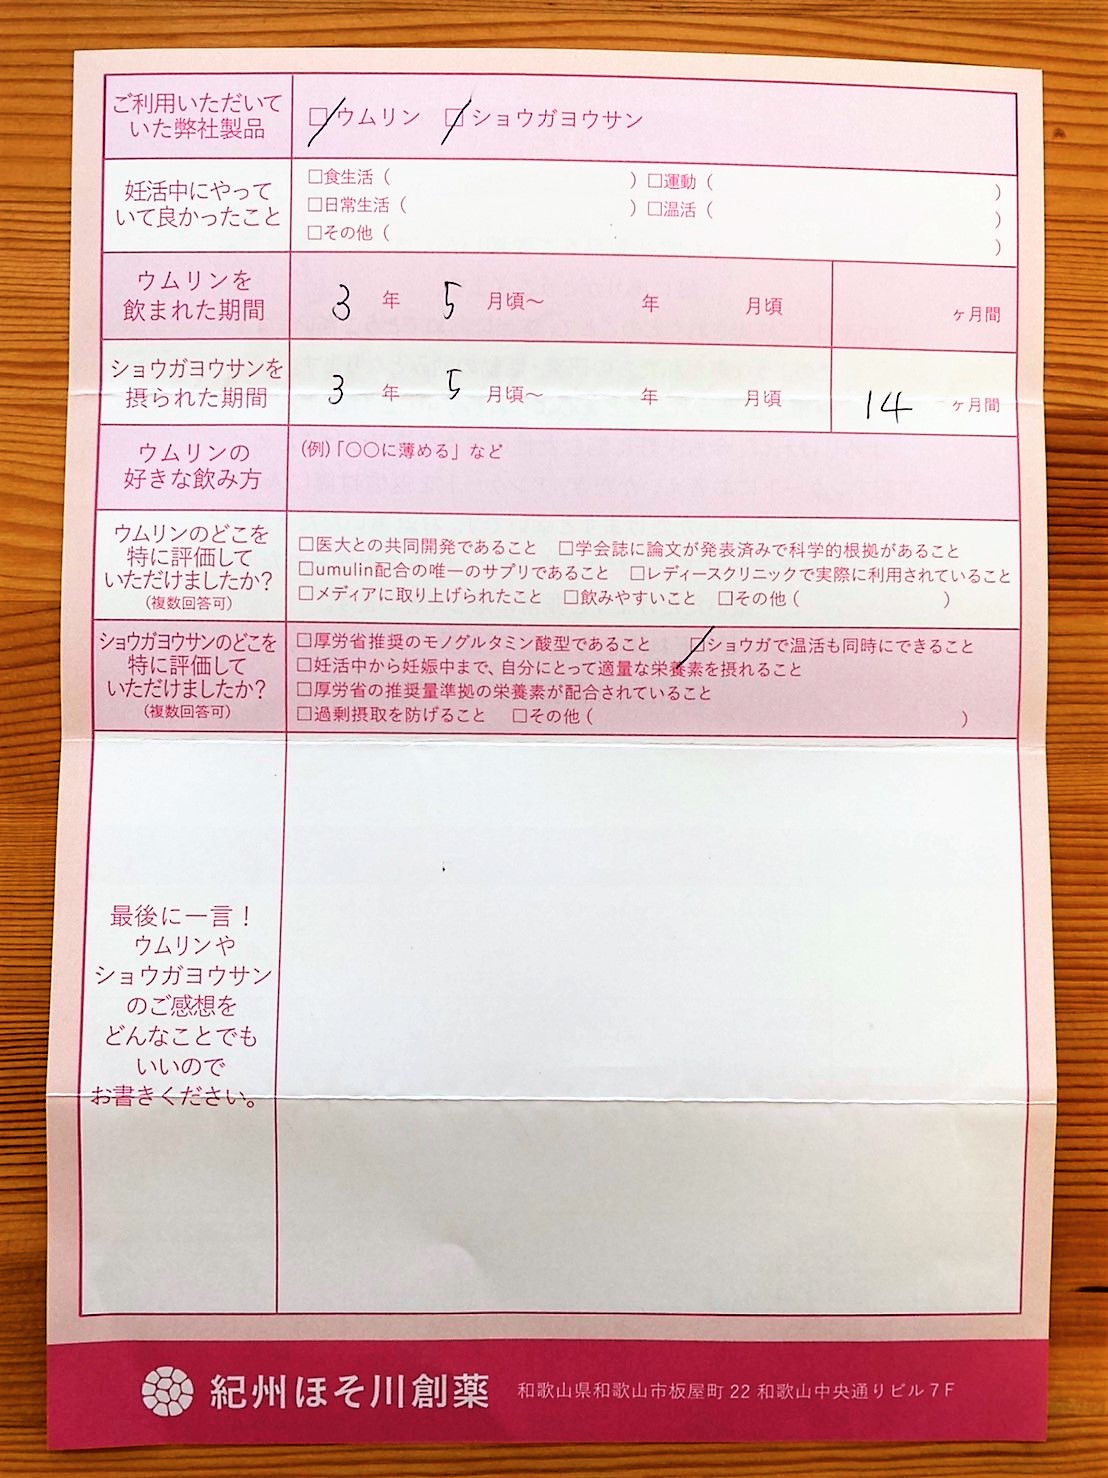 ご利用いただいて
いた弊社製品
□ウムリン □ショウガヨウサン
妊活中にやって
いて良かったこと
□食生活（ ）□運動（ ）
□日常生活（ ）□温活（ ）
□その他（ ）
ウムリンを
飲まれた期間
3 年 5 月頃〜 年 月頃 ヶ月間
ショウガヨウサンを
摂られた期間
3 年 5 月頃〜 年 月頃 14 ヶ月間
ウムリンの
好きな飲み方
（例）「〇〇に薄める」など
ウムリンのどこを
特に評価して
いただけましたか？
（複数回答可）
□医大との共同開発であること □学会誌に論文が発表済みで科学的根拠があること
□umulin配合の唯一のサプリであること □レディースクリニックで実際に利用されていること
□メディアに取り上げられたこと □飲みやすいこと □その他（ ）
ショウガヨウサンのどこを
特に評価して
いただけましたか？
（複数回答可）
□厚労省推奨のモノグルタミン酸型であること □ショウガで温活も同時にできること
□妊活中から妊娠中まで、自分にとって適量な栄養素を摂れること
□厚労省の推奨量準拠の栄養素が配合されていること
□過剰摂取を防げること □その他（ ）
最後に一言！
ウムリンや
ショウガヨウサン
のご感想を
どんなことでも
いいので
お書きください。
紀州ほそ川創薬 和歌山県和歌山市板屋町 22 和歌山中央通りビル 7F